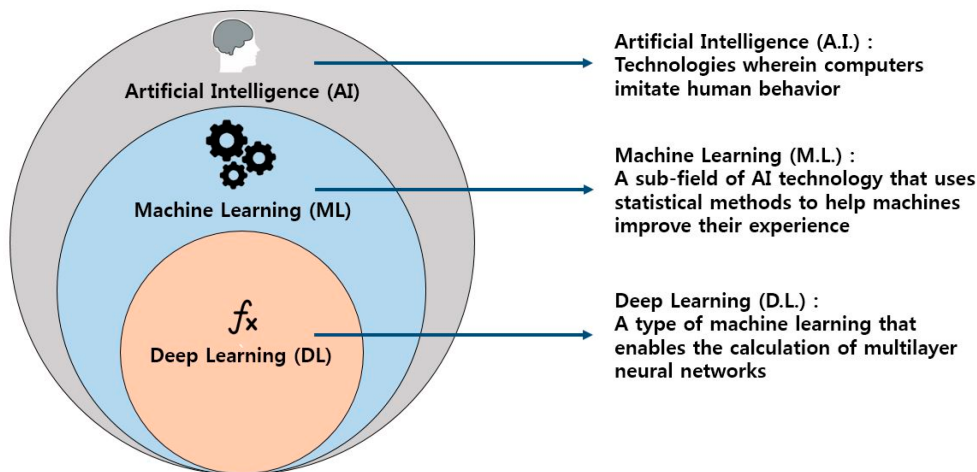 Artificial Intelligence (AI)
Machine Learning (ML)
fx
Deep Learning (DL)
Artificial Intelligence (A.I.) :
Technologies wherein computers
imitate human behavior
Machine Learning (M.L.) :
A sub-field of AI technology that uses
statistical methods to help machines
improve their experience
Deep Learning (D.L.) :
A type of machine learning that
enables the calculation of multilayer
neural networks